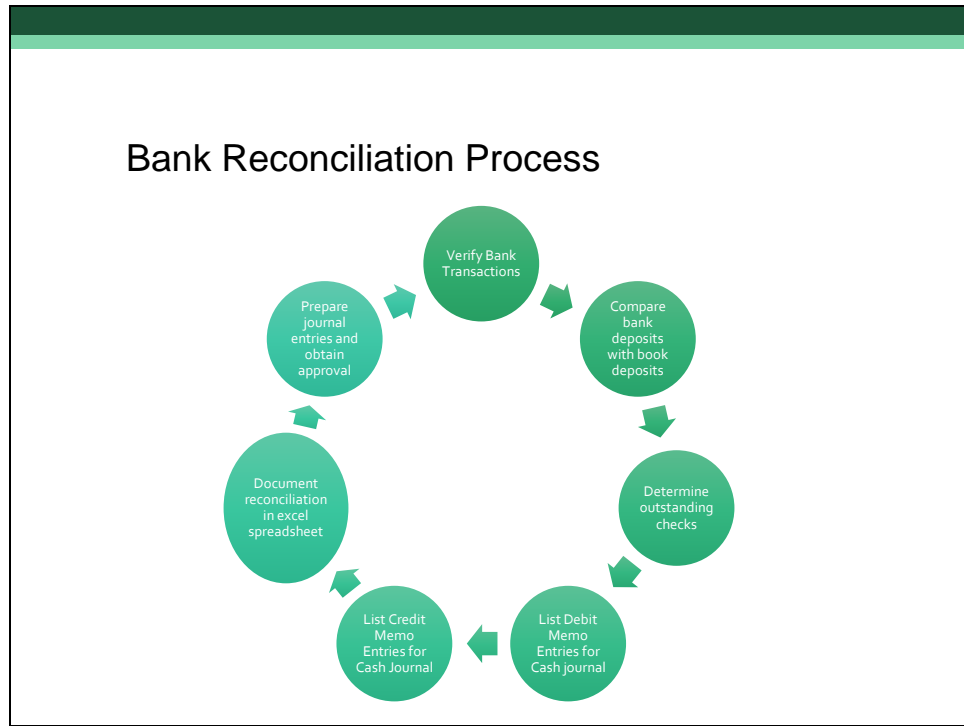 Bank Reconciliation Process
Verify Bank
Transactions
Compare
bank
deposits
with book
deposits
Determine
outstanding
checks
List Debit
Memo
Entries for
Cash journal
List Credit
Memo
Entries for
Cash Journal
Document
reconciliation
in excel
spreadsheet
Prepare
journal
entries and
obtain
approval